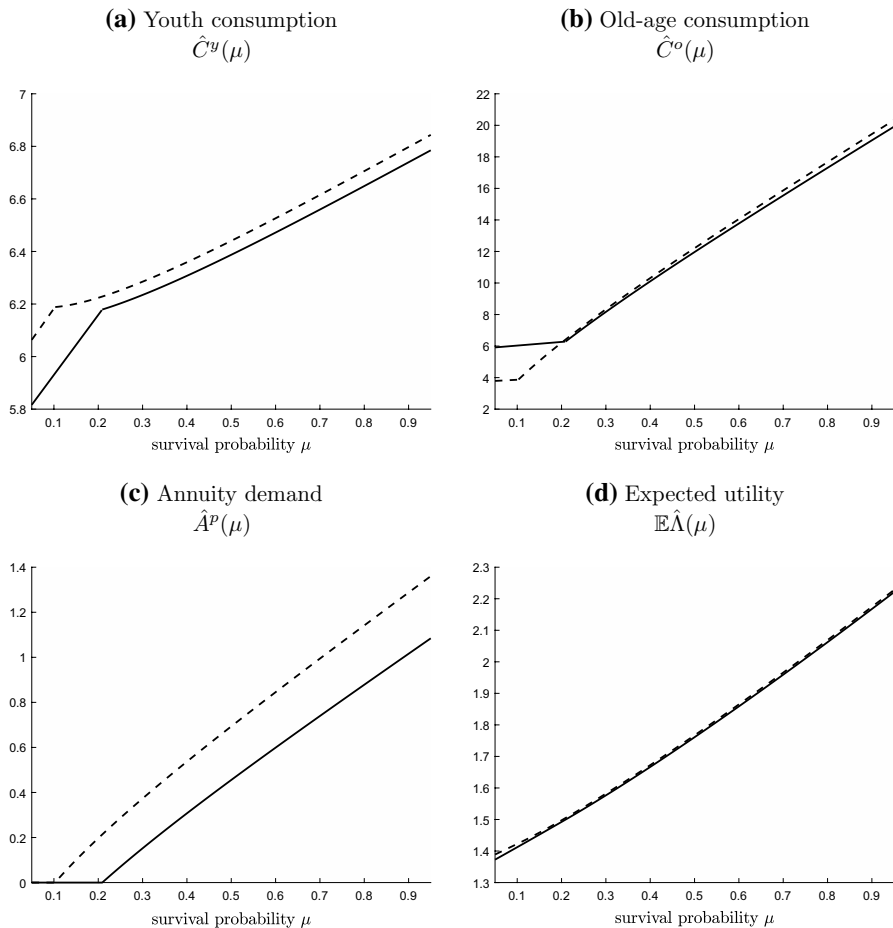 (a) Youth consumption
Ĉʸ(μ)
7
6.8
6.6
6.4
6.2
6
5.8
0.1 0.2 0.3 0.4 0.5 0.6 0.7 0.8 0.9
survival probability μ
(b) Old-age consumption
Ĉᵒ(μ)
22
20
18
16
14
12
10
8
6
4
2
0.1 0.2 0.3 0.4 0.5 0.6 0.7 0.8 0.9
survival probability μ
(c) Annuity demand
Âᵖ(μ)
1.4
1.2
1
0.8
0.6
0.4
0.2
0
0.1 0.2 0.3 0.4 0.5 0.6 0.7 0.8 0.9
survival probability μ
(d) Expected utility
𝔼Λ̂(μ)
2.3
2.2
2.1
2
1.9
1.8
1.7
1.6
1.5
1.4
1.3
0.1 0.2 0.3 0.4 0.5 0.6 0.7 0.8 0.9
survival probability μ